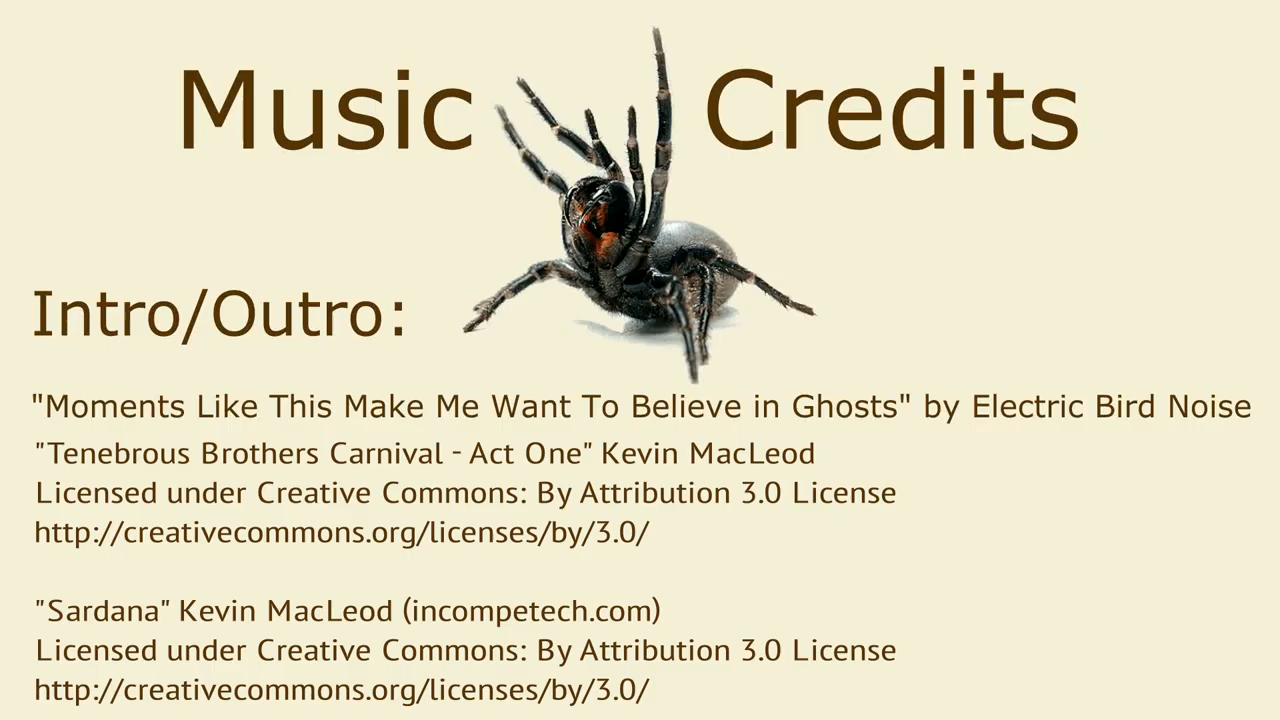 Music Credits
Intro/Outro:
"Moments Like This Make Me Want To Believe in Ghosts" by Electric Bird Noise
"Tenebrous Brothers Carnival - Act One" Kevin MacLeod
Licensed under Creative Commons: By Attribution 3.0 License
http://creativecommons.org/licenses/by/3.0/
"Sardana" Kevin MacLeod (incompetech.com)
Licensed under Creative Commons: By Attribution 3.0 License
http://creativecommons.org/licenses/by/3.0/